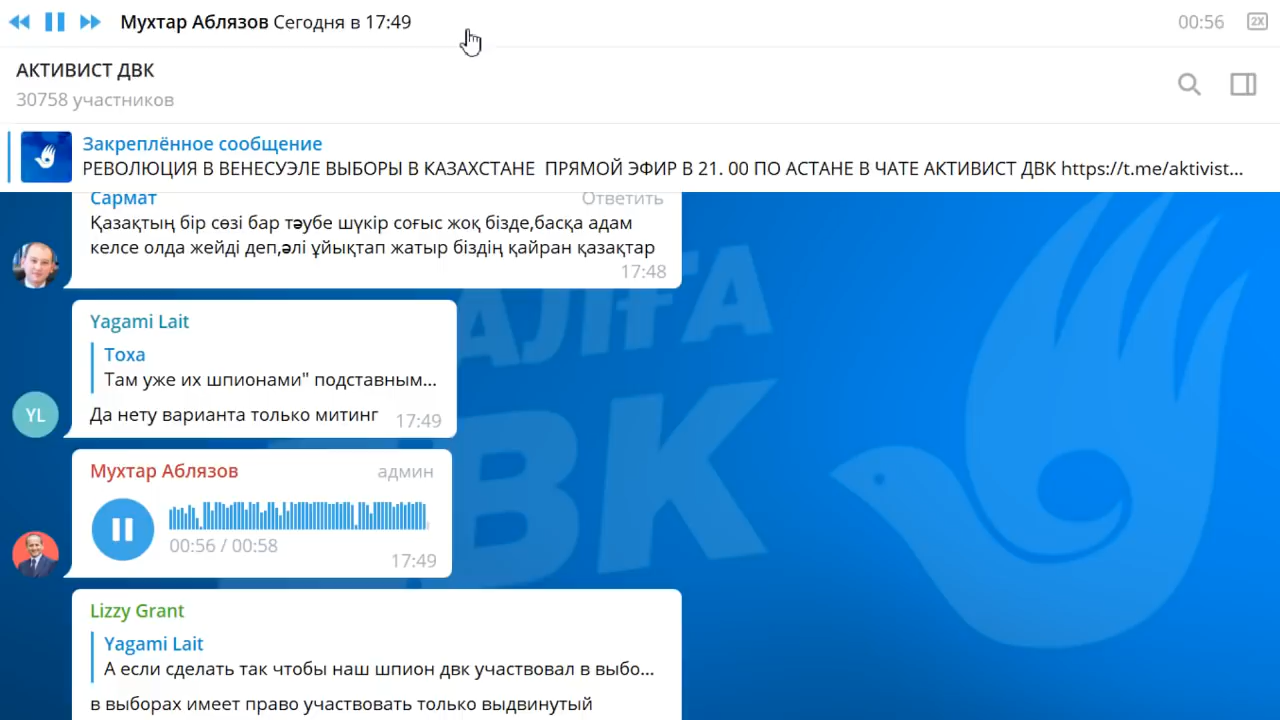 Мухтар Аблязов Сегодня в 17:49
00:56
2X
АКТИВИСТ ДВК
30758 участников
Закреплённое сообщение
РЕВОЛЮЦИЯ В ВЕНЕСУЭЛЕ ВЫБОРЫ В КАЗАХСТАНЕ ПРЯМОЙ ЭФИР В 21. 00 ПО АСТАНЕ В ЧАТЕ АКТИВИСТ ДВК https://t.me/aktivist...
Сармат
Ответить
Қазақтың бір сөзі бар тәубе шүкір соғыс жоқ бізде,басқа адам
келсе олда жейді деп,әлі ұйықтап жатыр біздің қайран қазақтар
17:48
Yagami Lait
Тоха
Там уже их шпионами" подставным...
Да нету варианта только митинг
17:49
YL
Мухтар Аблязов
админ
00:56 / 00:58
17:49
Lizzy Grant
Yagami Lait
А если сделать так чтобы наш шпион двк участвовал в выбо...
в выборах имеет право участвовать только выдвинутый
АЛҒА
ДВК